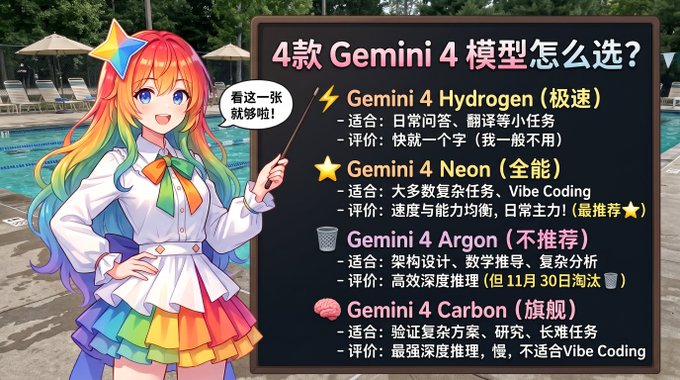 4款 Gemini 4 模型怎么选?
看这一张
就够啦!
Gemini 4 Hydrogen (极速)
- 适合: 日常问答、翻译等小任务
- 评价: 快就一个字 (我一般不用)
Gemini 4 Neon (全能)
- 适合: 大多数复杂任务、Vibe Coding
- 评价: 速度与能力均衡, 日常主力! (最推荐⭐)
Gemini 4 Argon (不推荐)
- 适合: 架构设计、数学推导、复杂分析
- 评价: 高效深度推理 (但 11月 30日淘汰🗑️)
Gemini 4 Carbon (旗舰)
- 适合: 验证复杂方案、研究、长难任务
- 评价: 最强深度推理, 慢, 不适合Vibe Coding